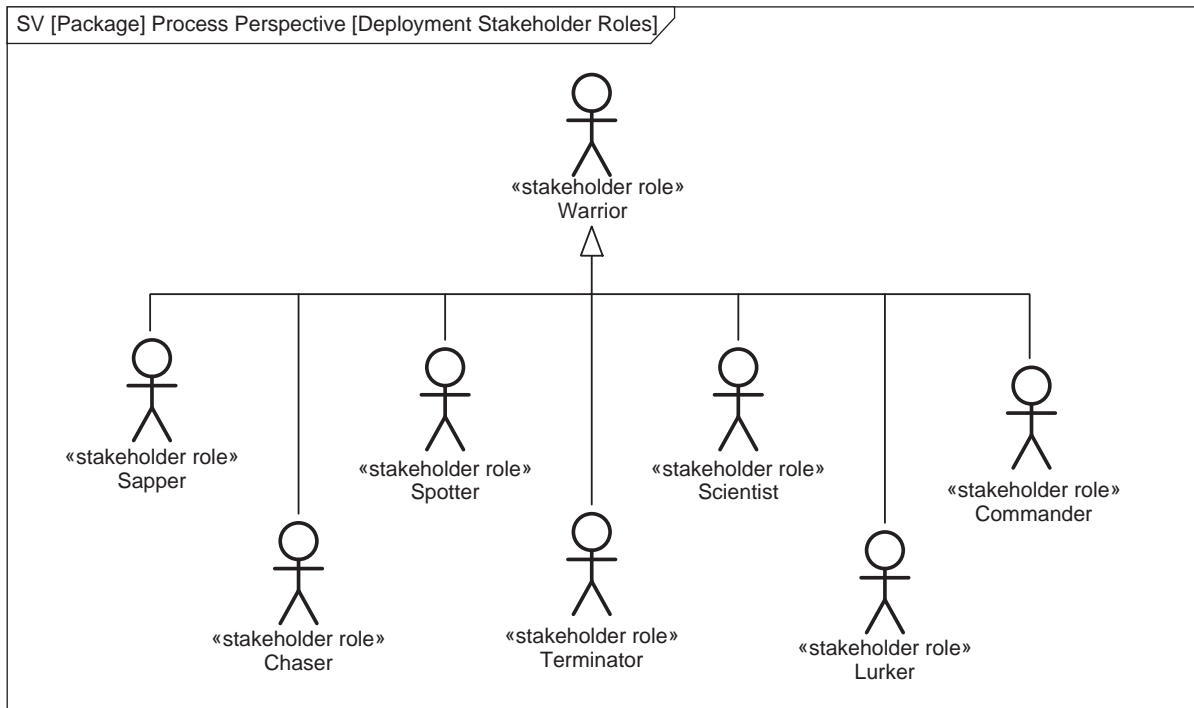 SV [Package] Process Perspective [Deployment Stakeholder Roles]
«stakeholder role»
Warrior
«stakeholder role»
Sapper
«stakeholder role»
Spotter
«stakeholder role»
Scientist
«stakeholder role»
Commander
«stakeholder role»
Chaser
«stakeholder role»
Terminator
«stakeholder role»
Lurker